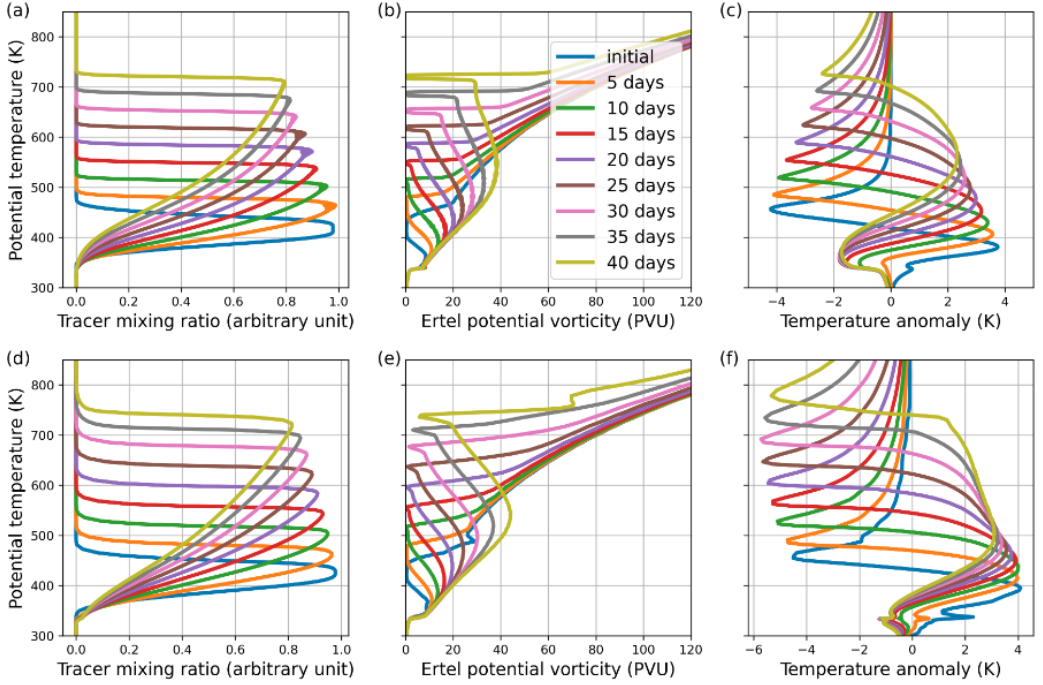 (a)
(b)
(c)
Potential temperature (K)
800
700
600
500
400
300
0.0 0.2 0.4 0.6 0.8 1.0
Tracer mixing ratio (arbitrary unit)
0 20 40 60 80 100 120
Ertel potential vorticity (PVU)
initial
5 days
10 days
15 days
20 days
25 days
30 days
35 days
40 days
−4 −2 0 2 4
Temperature anomaly (K)
(d)
(e)
(f)
Potential temperature (K)
800
700
600
500
400
300
0.0 0.2 0.4 0.6 0.8 1.0
Tracer mixing ratio (arbitrary unit)
0 20 40 60 80 100 120
Ertel potential vorticity (PVU)
−6 −4 −2 0 2 4
Temperature anomaly (K)